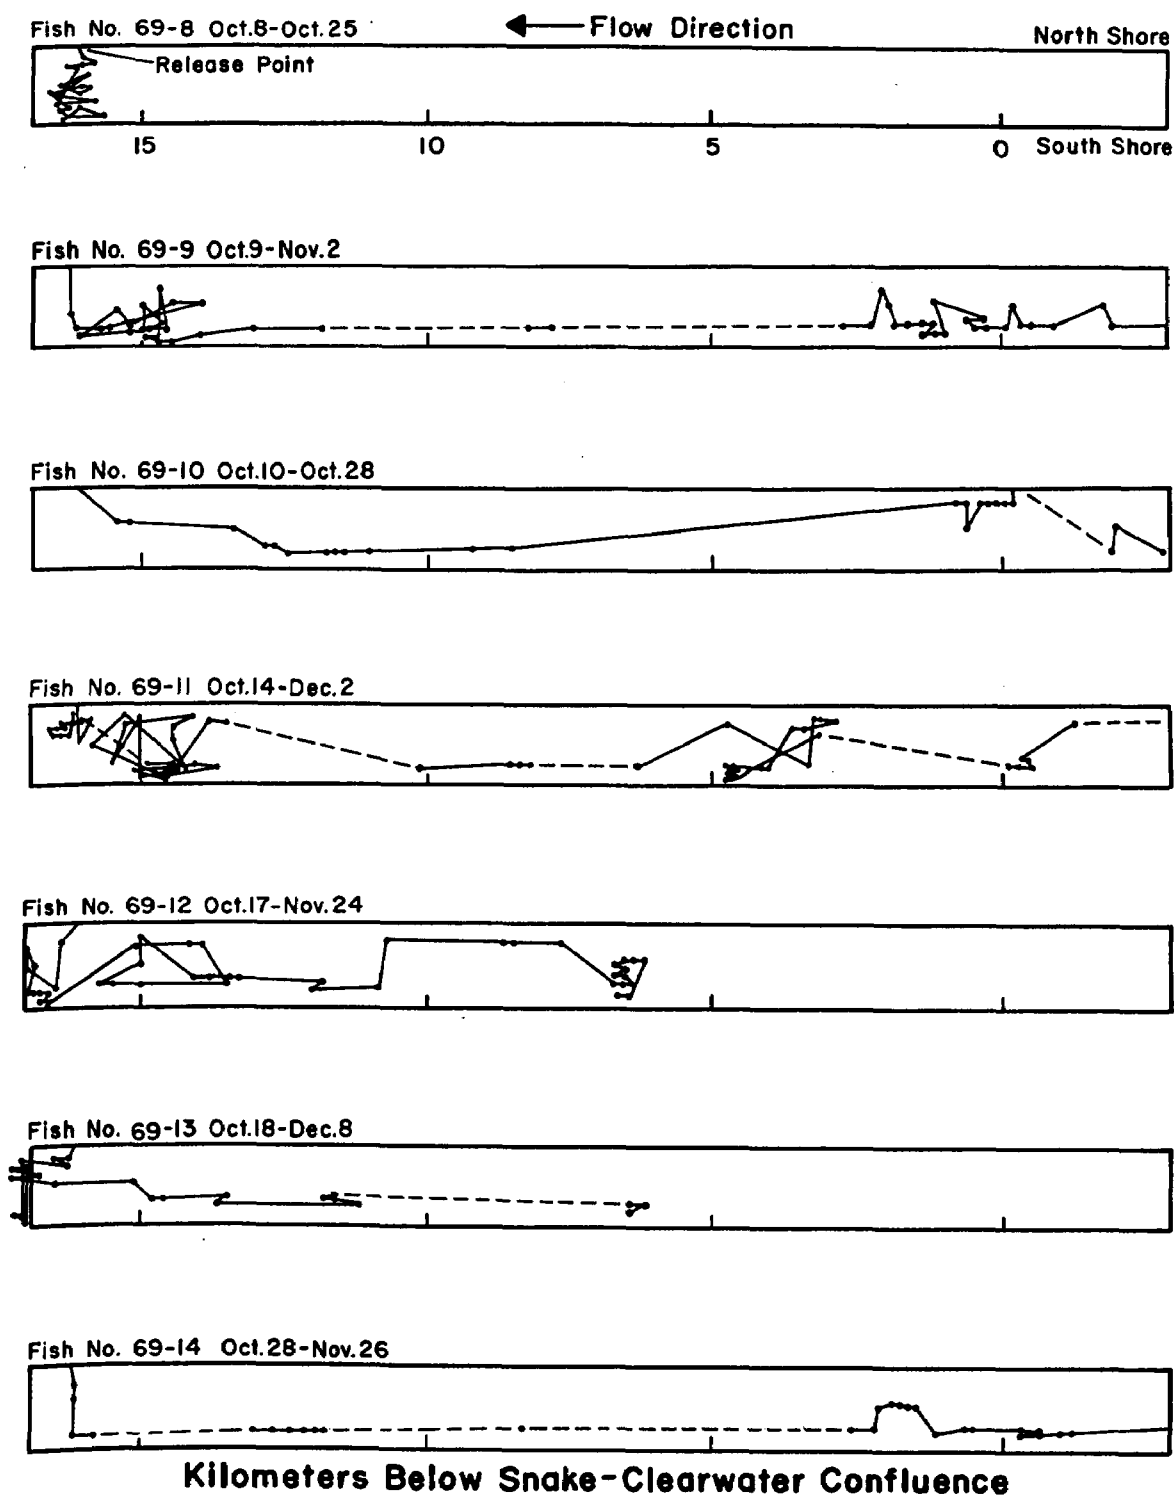 Fish No. 69-8 Oct.8-Oct.25
Flow Direction
North Shore
Release Point
15 10 5 0 South Shore
Fish No. 69-9 Oct.9-Nov.2
Fish No. 69-10 Oct.10-Oct.28
Fish No. 69-11 Oct.14-Dec.2
Fish No. 69-12 Oct.17-Nov.24
Fish No. 69-13 Oct.18-Dec.8
Fish No. 69-14 Oct.28-Nov.26
Kilometers Below Snake-Clearwater Confluence